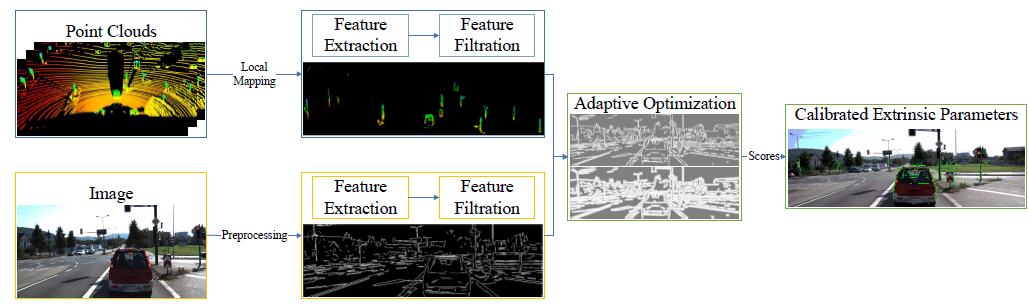 Point Clouds
Local
Mapping
Feature
Extraction
Feature
Filtration
Image
Preprocessing
Feature
Extraction
Feature
Filtration
Adaptive Optimization
Scores
Calibrated Extrinsic Parameters